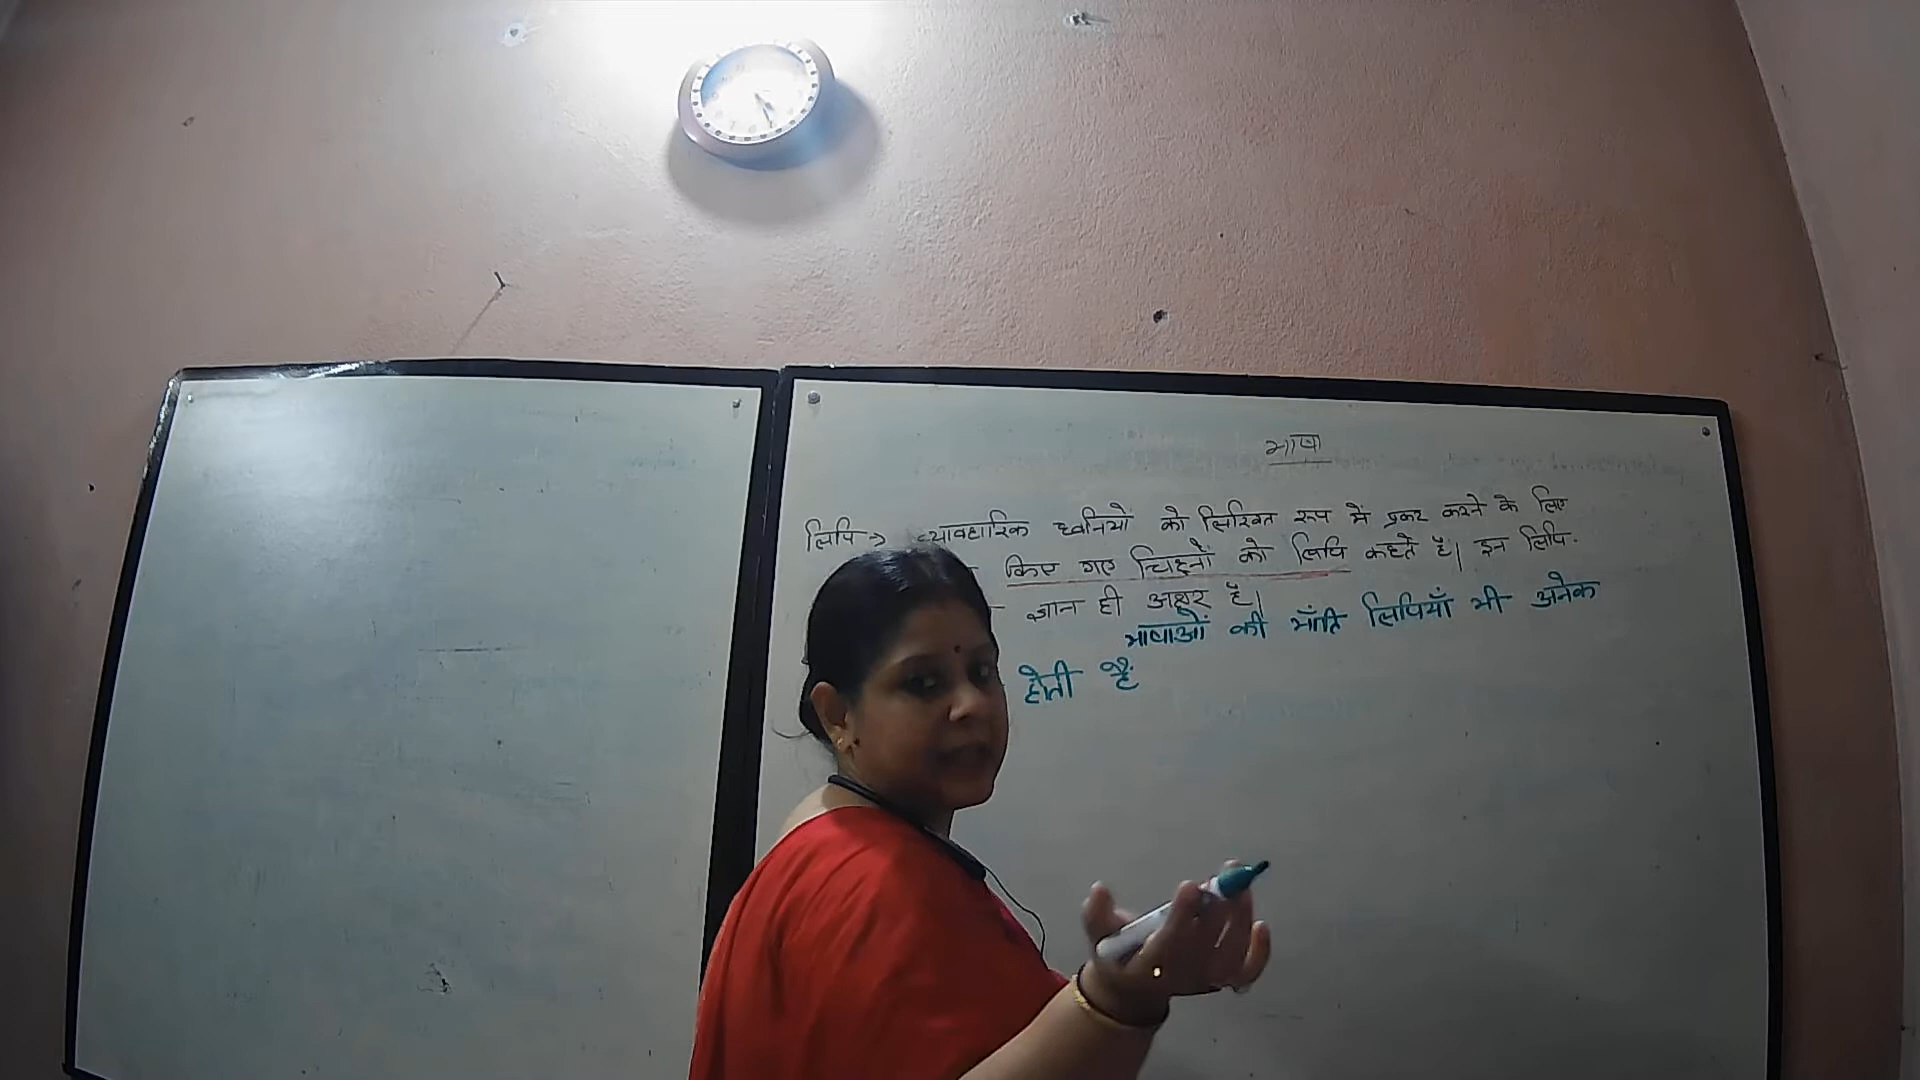 भाषा
लिपि → व्यावहारिक ध्वनियों को लिखित रूप में प्रकट करने के लिए
किए गए चिह्नों को लिपि कहते हैं। इन लिपि-
ज्ञान ही अक्षर है।
भाषाओं की भाँति लिपियाँ भी अनेक
होती हैं